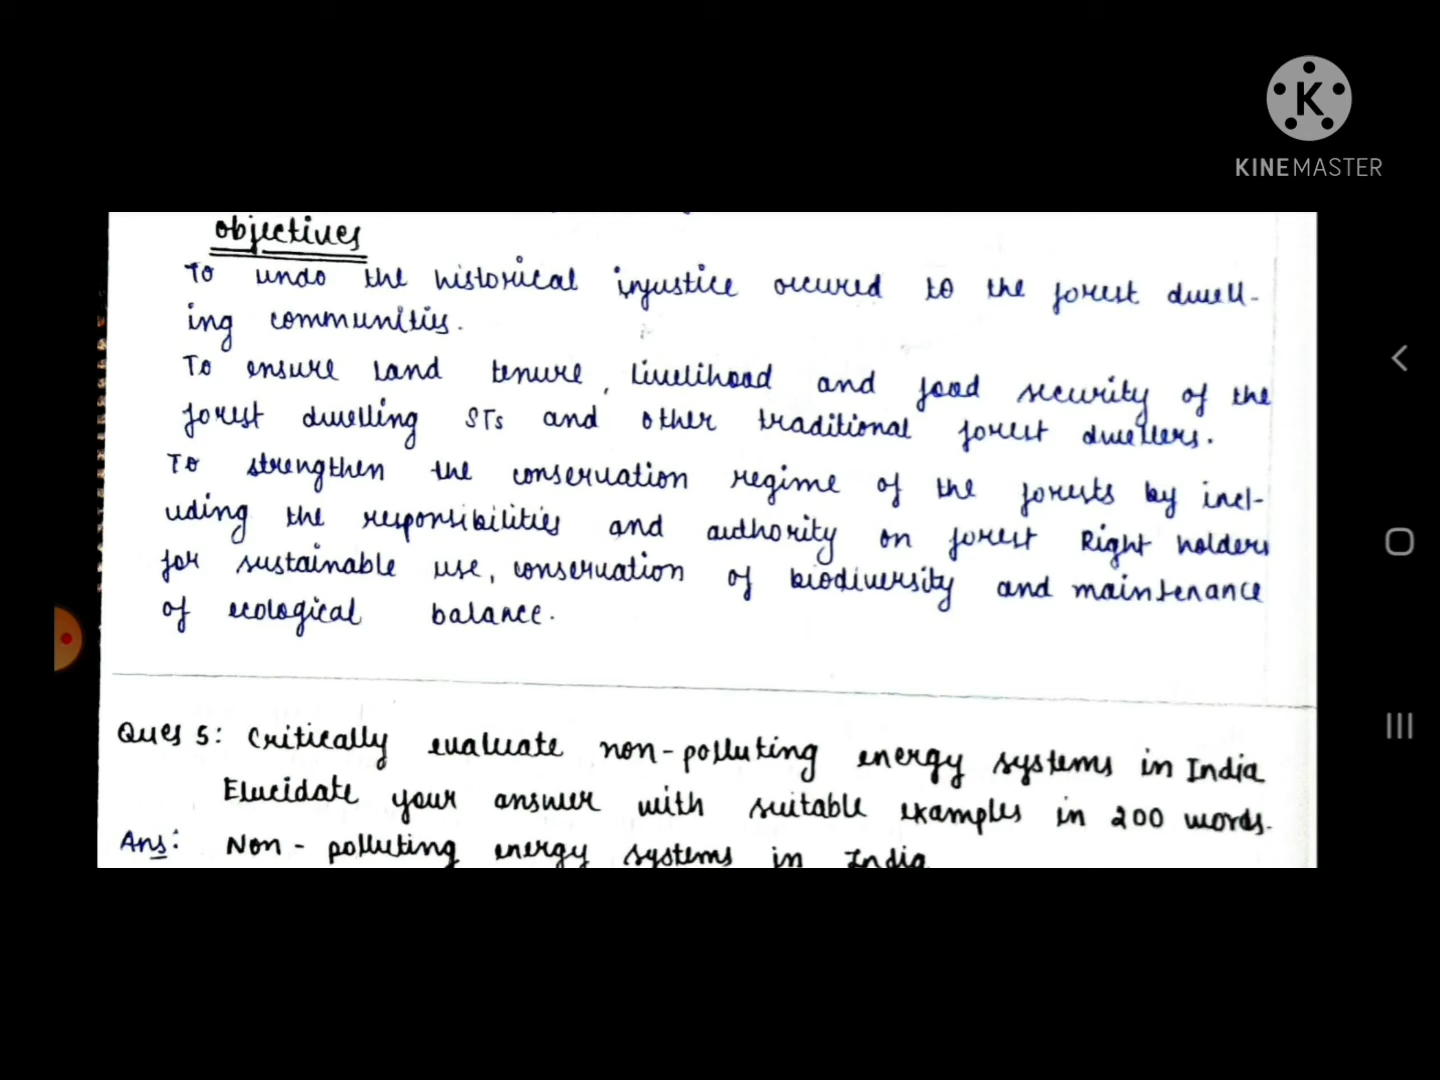 K
KINEMASTER
objectives
To undo the historical injustice occured to the forest dwell-
ing communities.
To ensure land tenure, livelihood and food security of the
forest dwelling STs and other traditional forest dwellers.
To strengthen the conservation regime of the forests by incl-
uding the responsibilities and authority on forest Right holders
for sustainable use, conservation of biodiversity and maintenance
of ecological balance.
Ques 5: Critically evaluate non-polluting energy systems in India
Elucidate your answer with suitable examples in 200 words.
Ans: Non-polluting energy systems in India